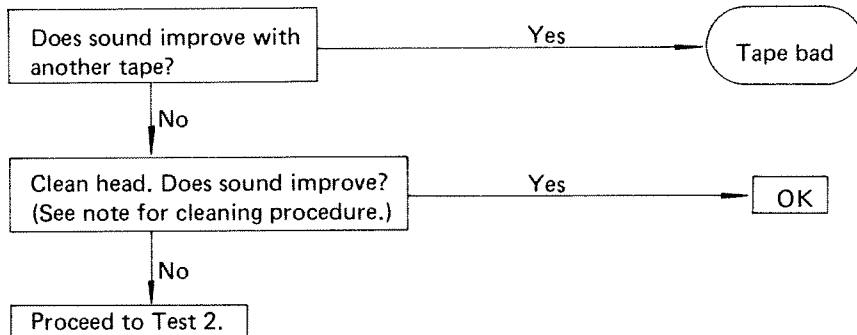 Does sound improve with
another tape?
Yes
Tape bad
No
Clean head. Does sound improve?
(See note for cleaning procedure.)
Yes
OK
No
Proceed to Test 2.